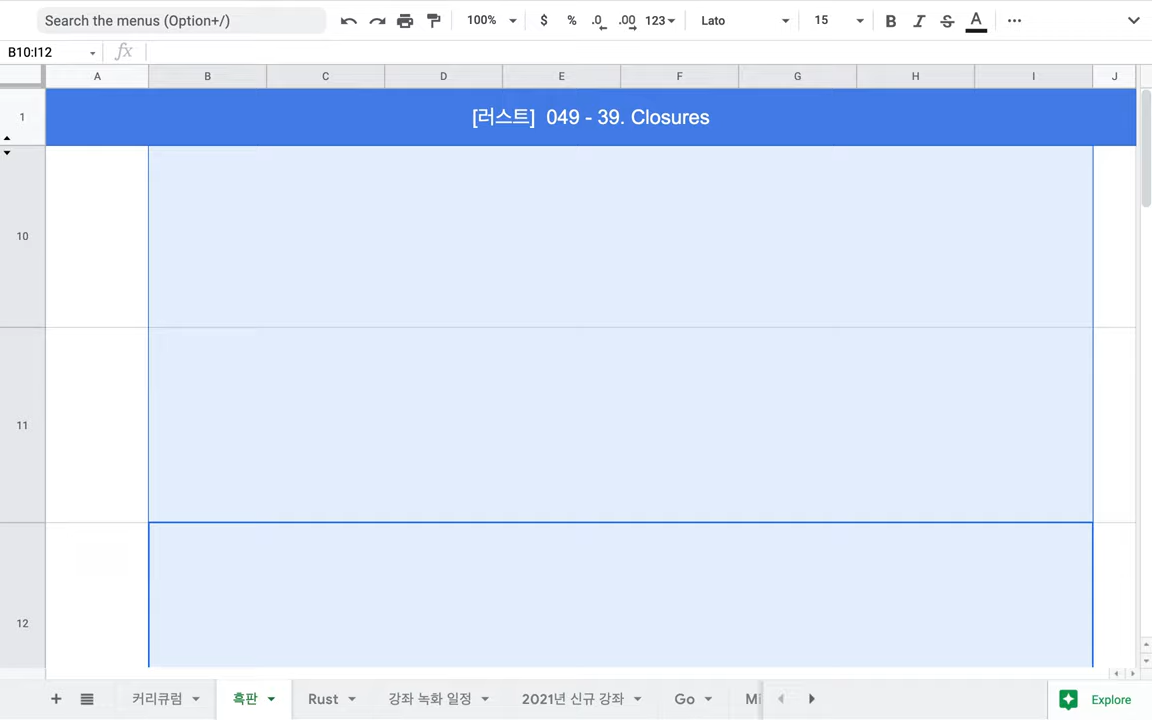 Search the menus (Option+/) 100% $ % .0 .00 123 Lato 15 B I S A
B10:I12 fx
A B C D E F G H I J
1 [러스트] 049 - 39. Closures
10
11
12
+ 커리큘럼 흑판 Rust 강좌 녹화 일정 2021년 신규 강좌 Go Mi Explore